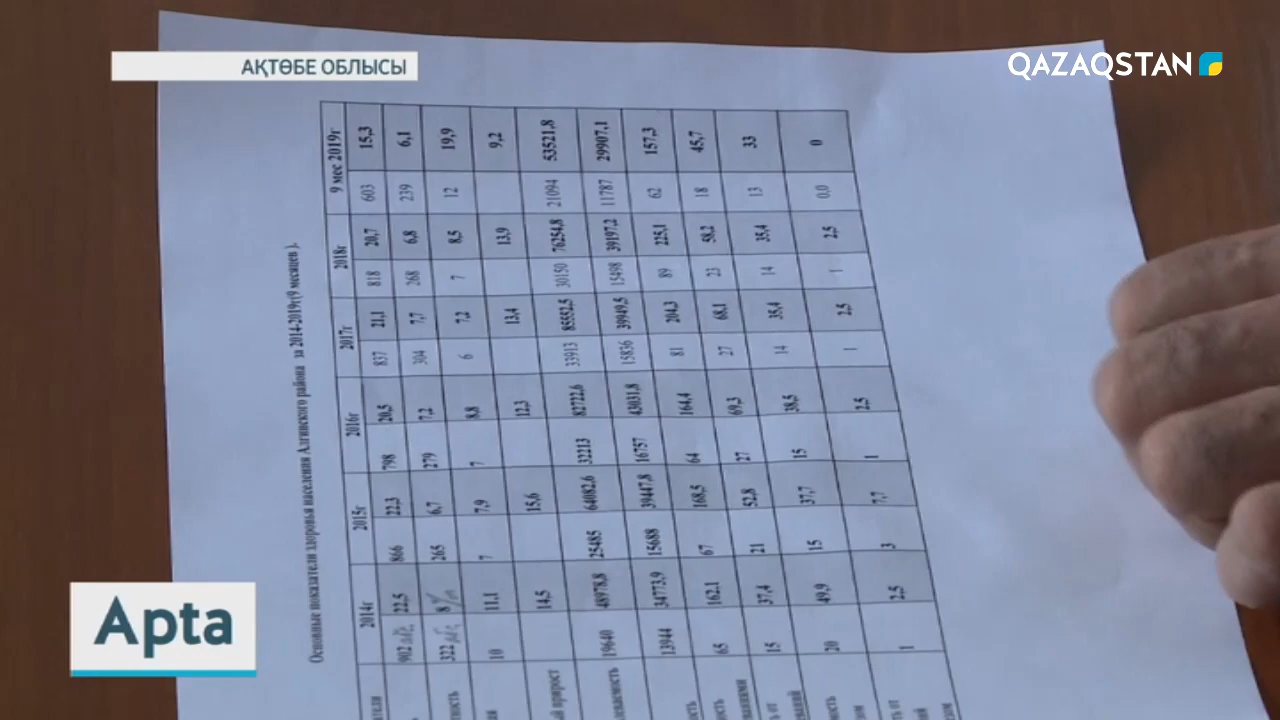 АҚТӨБЕ ОБЛЫСЫ
QAZAQSTAN
Основные показатели здоровья населения Алгинского района за 2014-2019г(9 месяцев ).
2014г 2015г 2016г 2017г 2018г 9 мес 2019г
902 22,5 866 22,3 798 20,5 837 21,1 818 20,7 603 15,3
322 8 265 6,7 279 7,2 304 7,7 268 6,8 239 6,1
10 11,1 7 7,9 7 8,8 6 7,2 7 8,5 12 19,9
14,5 15,6 12,3 13,4 13,9 9,2
19640 48978,8 25485 64082,6 32213 82722,6 33913 85552,5 30150 76254,8 21094 53521,8
13944 34773,9 15688 39447,8 16757 43031,8 15836 39949,5 15498 39197,2 11787 29907,1
65 162,1 67 168,5 64 164,4 81 204,3 89 225,1 62 157,3
15 37,4 21 52,8 27 69,3 27 68,1 23 58,2 18 45,7
20 49,9 15 37,7 15 38,5 14 35,4 14 35,4 13 33
1 2,5 3 7,7 1 2,5 1 2,5 1 2,5 0,0 0
Apta